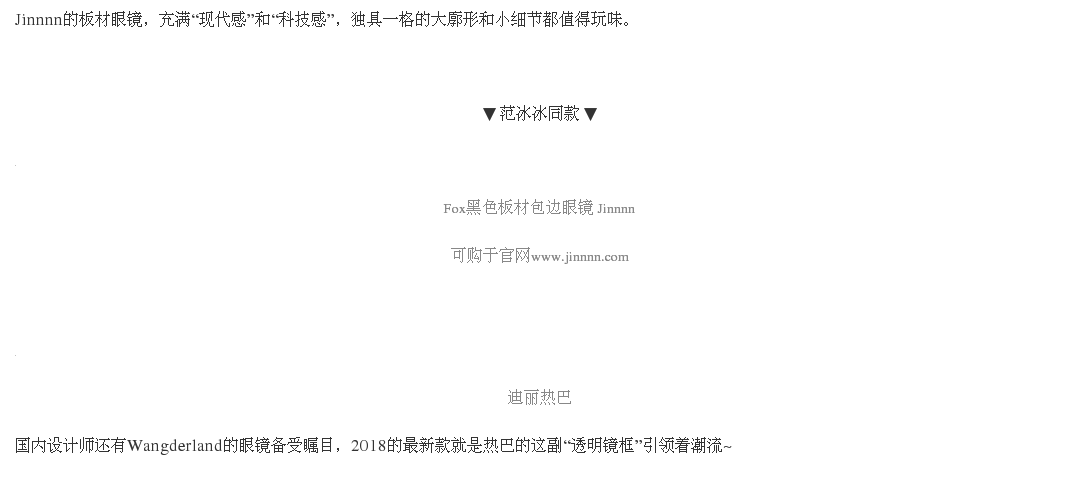 Jinnnn的板材眼镜，充满“现代感”和“科技感”，独具一格的大廓形和小细节都值得玩味。
▼ 范冰冰同款 ▼
Fox黑色板材包边眼镜 Jinnnn
可购于官网www.jinnnn.com
迪丽热巴
国内设计师还有Wangderland的眼镜备受瞩目，2018的最新款就是热巴的这副“透明镜框”引领着潮流~